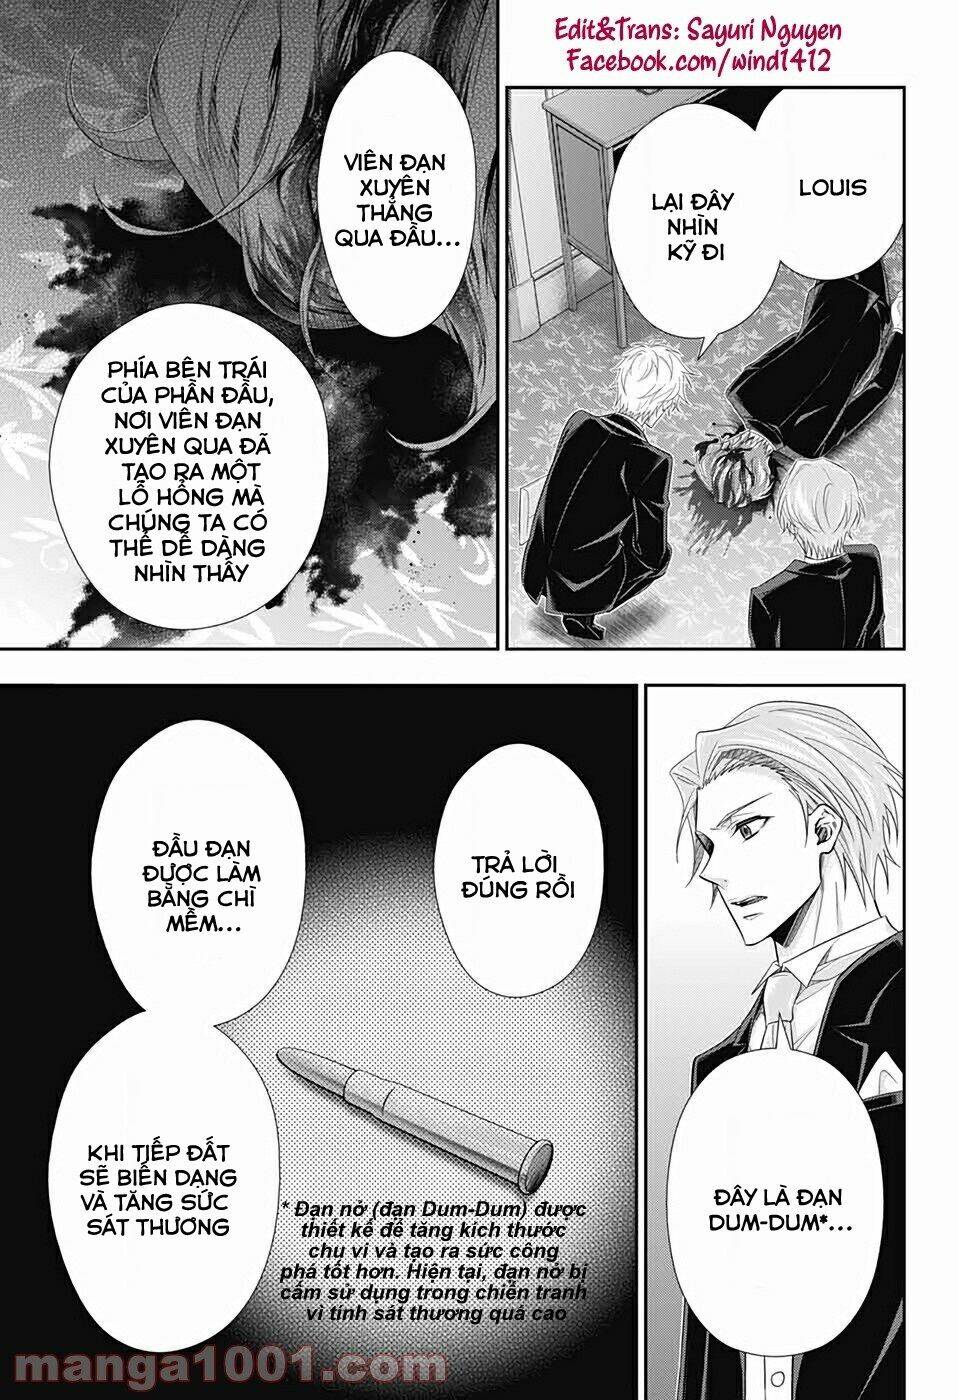 Edit&Trans: Sayuri Nguyen
Facebook.com/wind1412
LOUIS
LẠI ĐÂY
NHÌN
KỸ ĐI
VIÊN ĐẠN
XUYÊN
THẲNG
QUA ĐẦU...
PHÍA BÊN TRÁI
CỦA PHẦN ĐẦU,
NƠI VIÊN ĐẠN
XUYÊN QUA ĐÃ
TẠO RA MỘT
LỖ HỔNG MÀ
CHÚNG TA CÓ
THỂ DỄ DÀNG
NHÌN THẤY
ĐÂY LÀ ĐẠN
DUM-DUM*...
TRẢ LỜI
ĐÚNG RỒI
ĐẦU ĐẠN
ĐƯỢC LÀM
BẰNG CHÌ
MỀM...
KHI TIẾP ĐẤT
SẼ BIẾN DẠNG
VÀ TĂNG SỨC
SÁT THƯƠNG
* Đạn nở (đạn Dum-Dum) được
thiết kế để tăng kích thước
chu vi và tạo ra sức công
phá tốt hơn. Hiện tại, đạn nở bị
cấm sử dụng trong chiến tranh
vì tính sát thương quá cao
manga1001.com